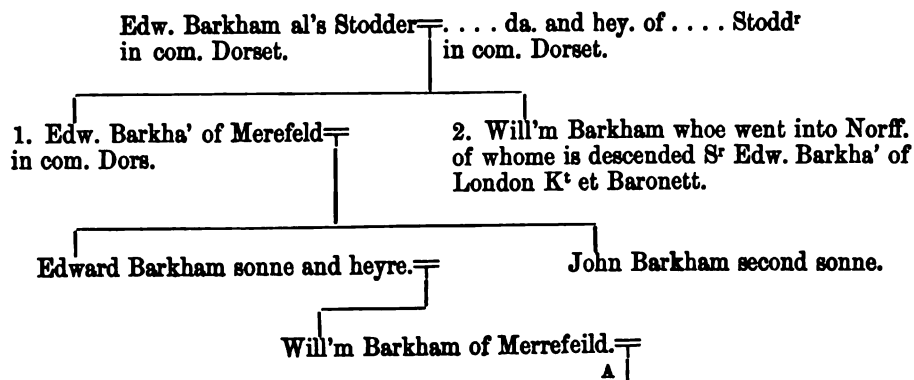 Edw. Barkham al's Stodder
in com. Dorset.
. . . . da. and hey. of . . . . Stoddʳ
in com. Dorset.
1. Edw. Barkha' of Merefeld
in com. Dors.
2. Will'm Barkham whoe went into Norff.
of whome is descended Sʳ Edw. Barkha' of
London Kᵗ et Baronett.
Edward Barkham sonne and heyre.
John Barkham second sonne.
Will'm Barkham of Merrefeild.
A